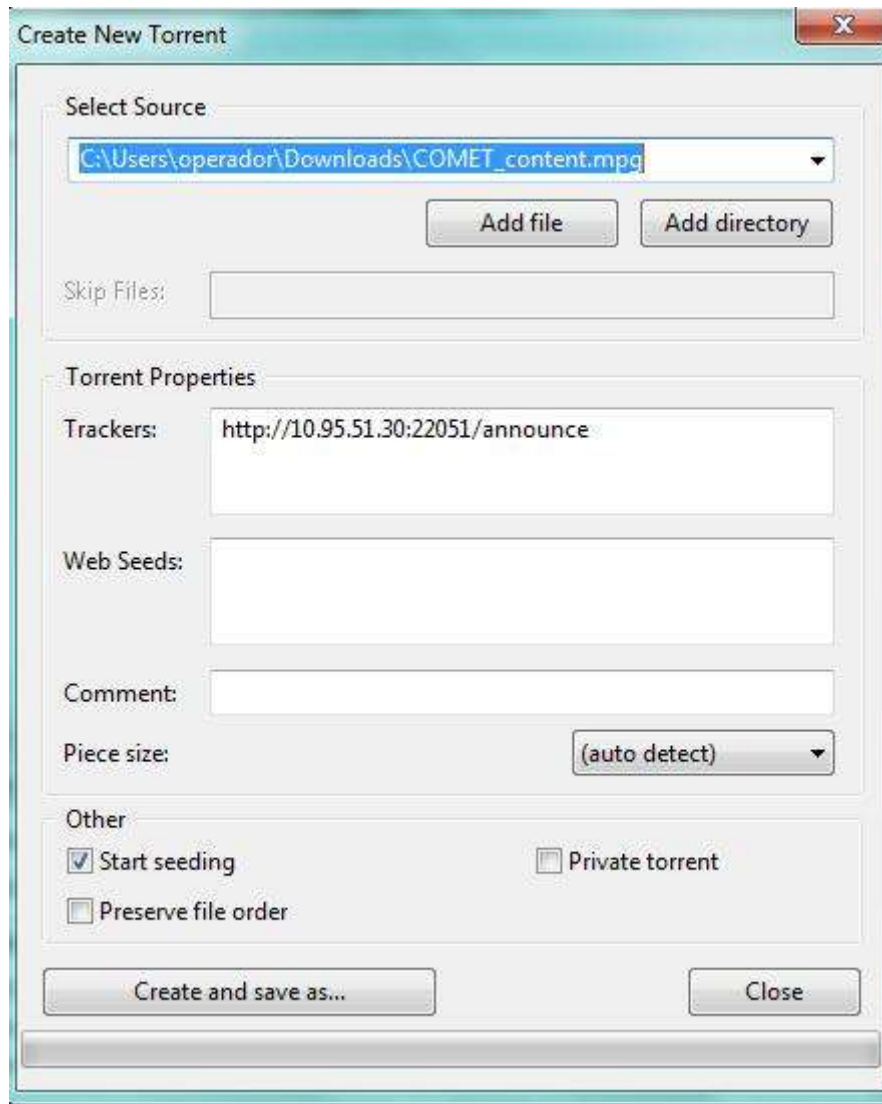 Create New Torrent
Select Source
C:\Users\operador\Downloads\COMET_content.mpg
Add file
Add directory
Skip Files:
Torrent Properties
Trackers:
http://10.95.51.30:22051/announce
Web Seeds:
Comment:
Piece size:
(auto detect)
Other
Start seeding
Private torrent
Preserve file order
Create and save as...
Close